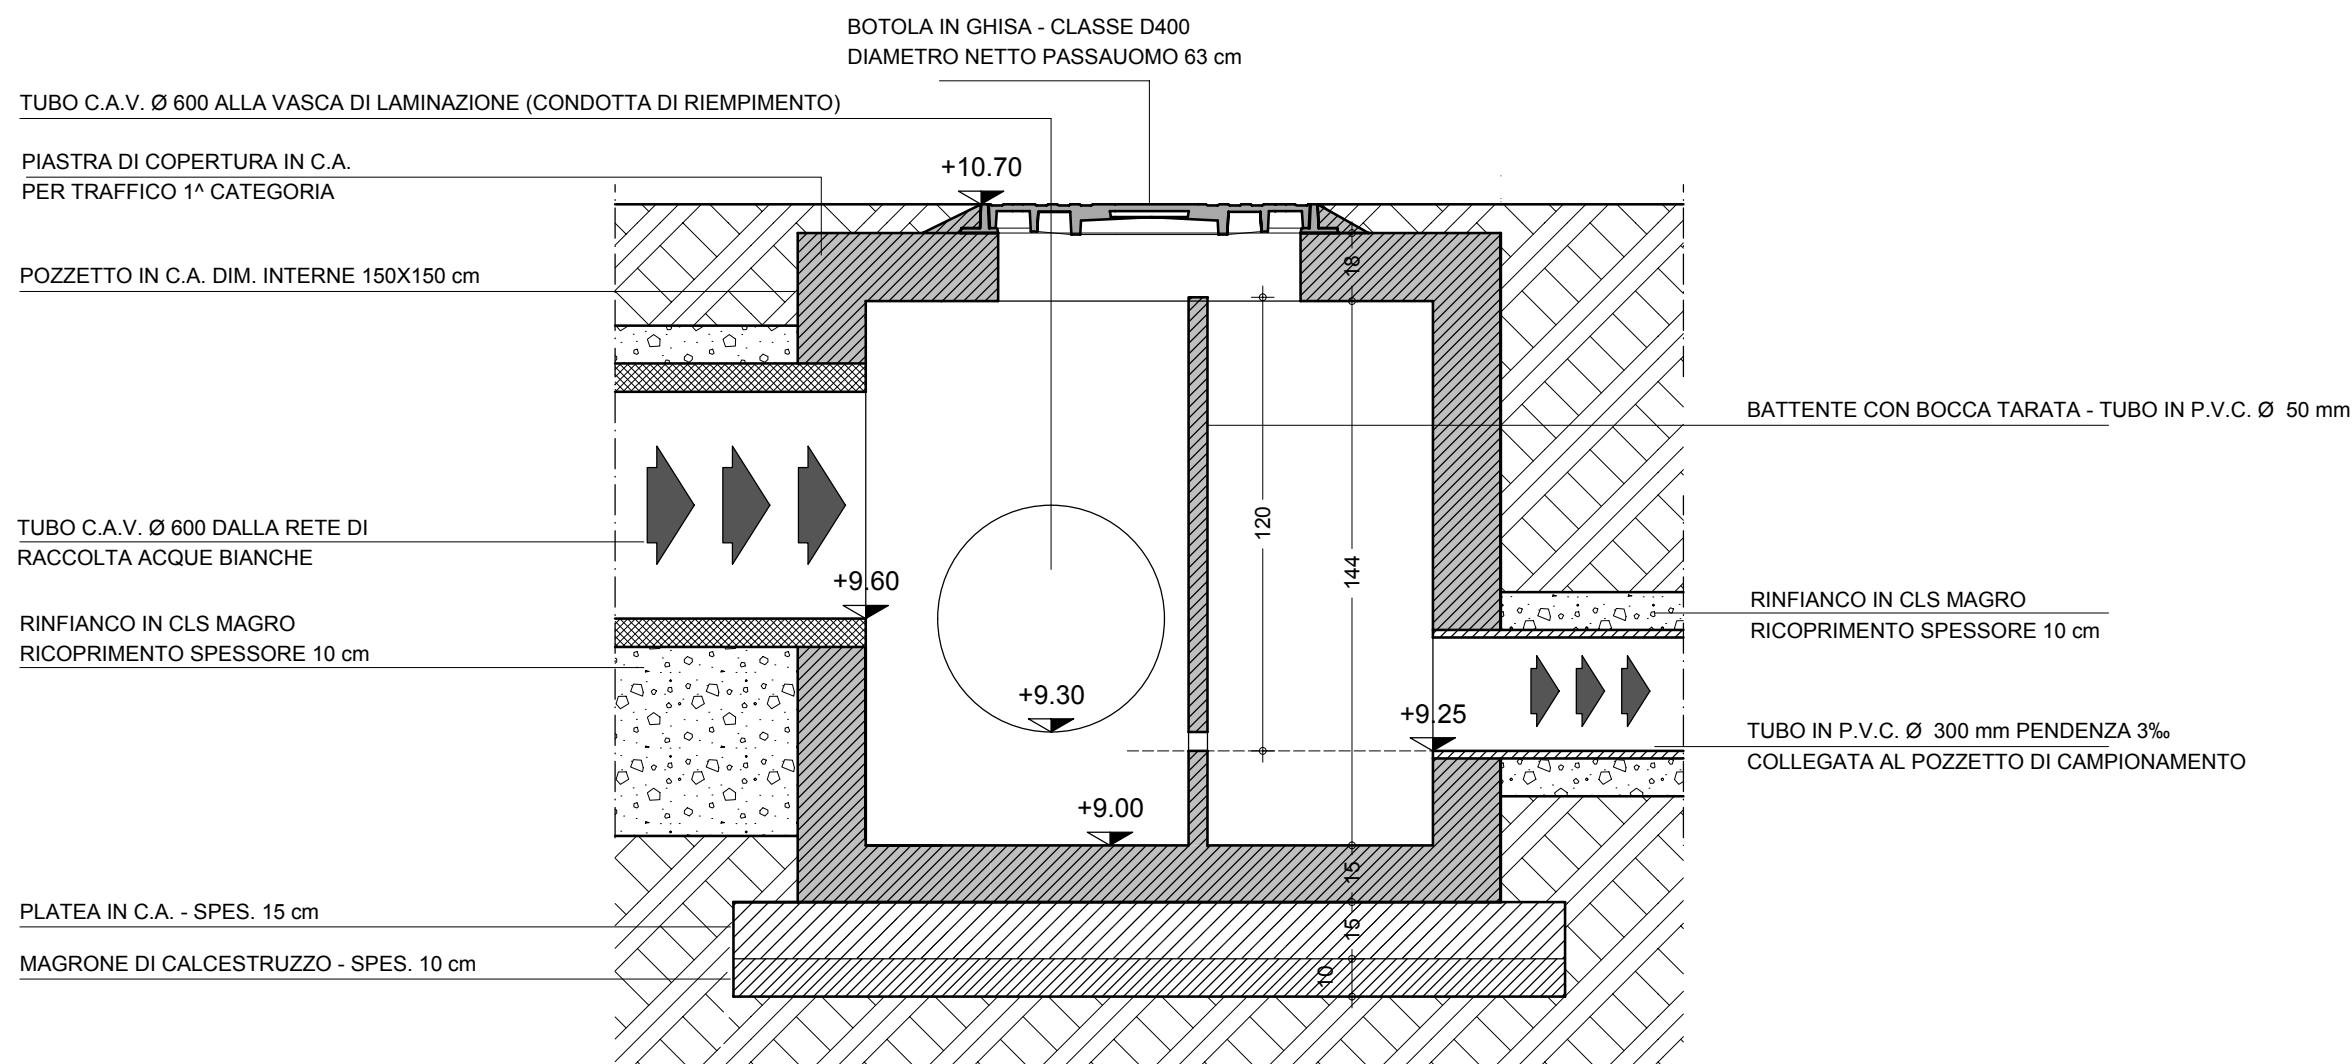 BOTOLA IN GHISA - CLASSE D400
DIAMETRO NETTO PASSAUOMO 63 cm
TUBO C.A.V. Ø 600 ALLA VASCA DI LAMINAZIONE (CONDOTTA DI RIEMPIMENTO)
PIASTRA DI COPERTURA IN C.A.
PER TRAFFICO 1^ CATEGORIA
+10.70
18
POZZETTO IN C.A. DIM. INTERNE 150X150 cm
BATTENTE CON BOCCA TARATA - TUBO IN P.V.C. Ø 50 mm
120
144
TUBO C.A.V. Ø 600 DALLA RETE DI
RACCOLTA ACQUE BIANCHE
+9.60
RINFIANCO IN CLS MAGRO
RICOPRIMENTO SPESSORE 10 cm
RINFIANCO IN CLS MAGRO
RICOPRIMENTO SPESSORE 10 cm
+9.30
+9.25
TUBO IN P.V.C. Ø 300 mm PENDENZA 3‰
COLLEGATA AL POZZETTO DI CAMPIONAMENTO
+9.00
15
PLATEA IN C.A. - SPES. 15 cm
15
MAGRONE DI CALCESTRUZZO - SPES. 10 cm
10